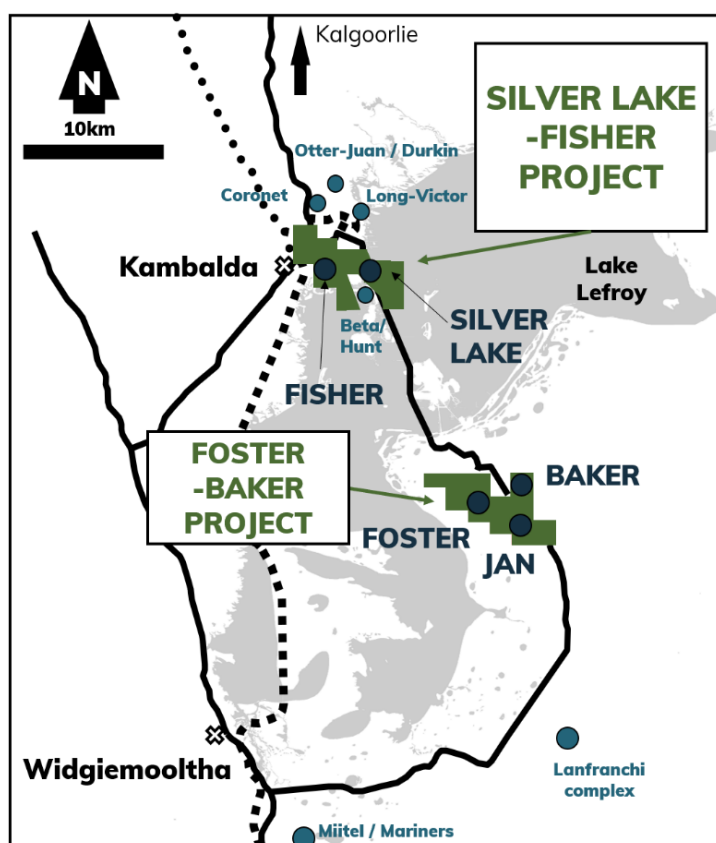 Kalgoorlie
N
10km
SILVER LAKE
-FISHER
PROJECT
Otter-Juan / Durkin
Coronet
Long-Victor
Kambalda
Lake
Lefroy
Beta/
Hunt
SILVER
LAKE
FISHER
FOSTER
-BAKER
PROJECT
BAKER
FOSTER
JAN
Widgiemooltha
Lanfranchi
complex
Miitel / Mariners